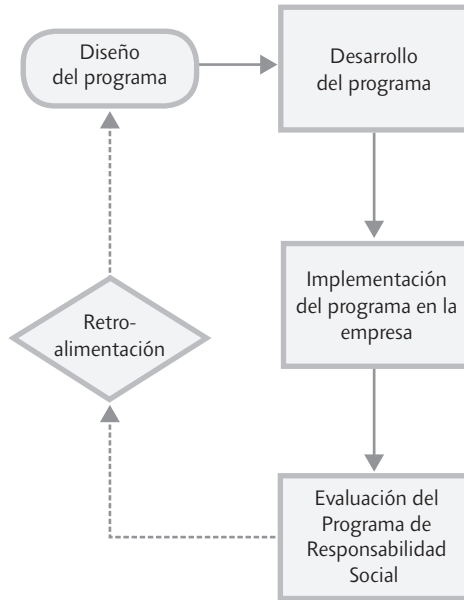 Diseño
del programa
Desarrollo
del programa
Implementación
del programa en la
empresa
Retro-
alimentación
Evaluación del
Programa de
Responsabilidad
Social